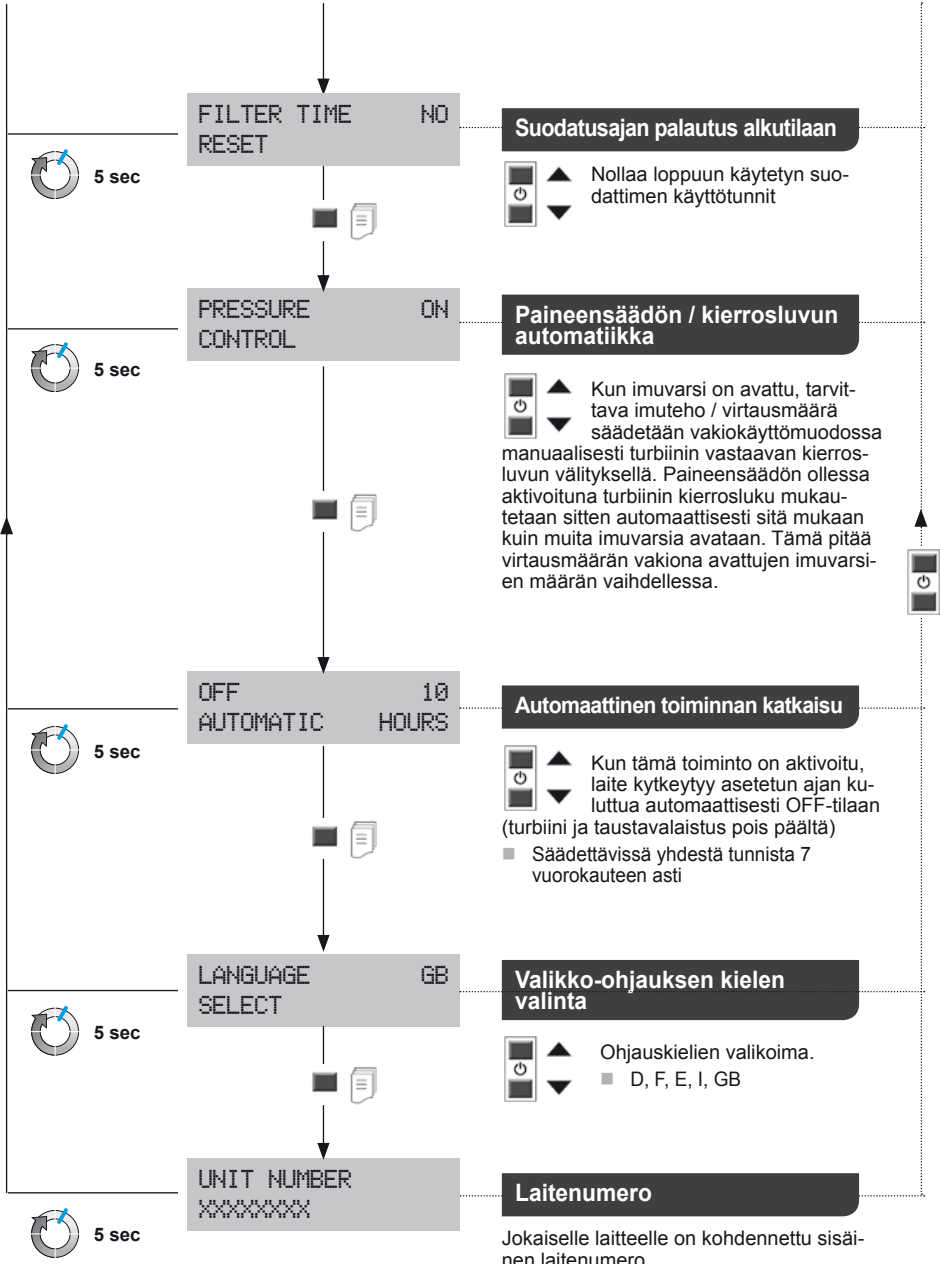 FILTER TIME NO
RESET
5 sec
Suodatusajan palautus alkutilaan
Nollaa loppuun käytetyn suo-
dattimen käyttötunnit
PRESSURE ON
CONTROL
5 sec
Paineensäädön / kierrosluvun
automatiikka
Kun imuvarsi on avattu, tarvit-
tava imuteho / virtausmäärä
säädetään vakiokäyttömuodossa
manuaalisesti turbiinin vastaavan kierros-
luvun välityksellä. Paineensäädön ollessa
aktivoituna turbiinin kierrosluku mukau-
tetaan sitten automaattisesti sitä mukaan
kuin muita imuvarsia avataan. Tämä pitää
virtausmäärän vakiona avattujen imuvarsi-
en määrän vaihdellessa.
OFF 10
AUTOMATIC HOURS
5 sec
Automaattinen toiminnan katkaisu
Kun tämä toiminto on aktivoitu,
laite kytkeytyy asetetun ajan ku-
luttua automaattisesti OFF-tilaan
(turbiini ja taustavalaistus pois päältä)
Säädettävissä yhdestä tunnista 7
vuorokauteen asti
LANGUAGE GB
SELECT
5 sec
Valikko-ohjauksen kielen
valinta
Ohjauskielien valikoima.
D, F, E, I, GB
UNIT NUMBER
XXXXXXXX
5 sec
Laitenumero
Jokaiselle laitteelle on kohdennettu sisäi-
nen laitenumero